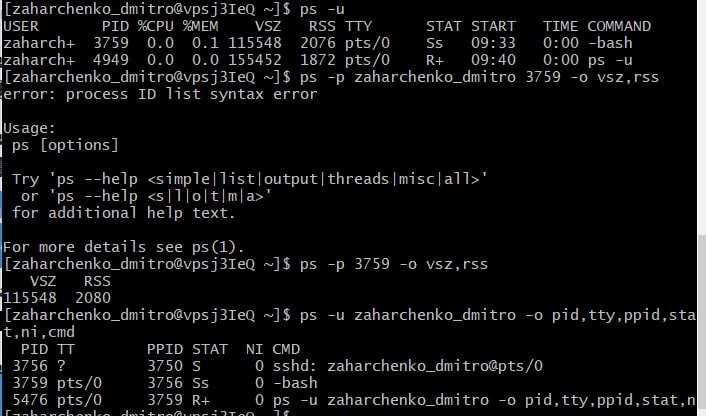 [zaharchenko_dmitro@vpsj3IeQ ~]$ ps -u
USER       PID %CPU %MEM    VSZ   RSS TTY      STAT START   TIME COMMAND
zaharch+  3759  0.0  0.1 115548  2076 pts/0    Ss   09:33   0:00 -bash
zaharch+  4949  0.0  0.0 155452  1872 pts/0    R+   09:40   0:00 ps -u
[zaharchenko_dmitro@vpsj3IeQ ~]$ ps -p zaharchenko_dmitro 3759 -o vsz,rss
error: process ID list syntax error

Usage:
 ps [options]

 Try 'ps --help <simple|list|output|threads|misc|all>'
  or 'ps --help <s|l|o|t|m|a>'
 for additional help text.

For more details see ps(1).
[zaharchenko_dmitro@vpsj3IeQ ~]$ ps -p 3759 -o vsz,rss
   VSZ   RSS
115548  2080
[zaharchenko_dmitro@vpsj3IeQ ~]$ ps -u zaharchenko_dmitro -o pid,tty,ppid,sta
t,ni,cmd
  PID TT        PPID STAT  NI CMD
 3756 ?         3750 S      0 sshd: zaharchenko_dmitro@pts/0
 3759 pts/0     3756 Ss     0 -bash
 5476 pts/0     3759 R+     0 ps -u zaharchenko_dmitro -o pid,tty,ppid,stat,n